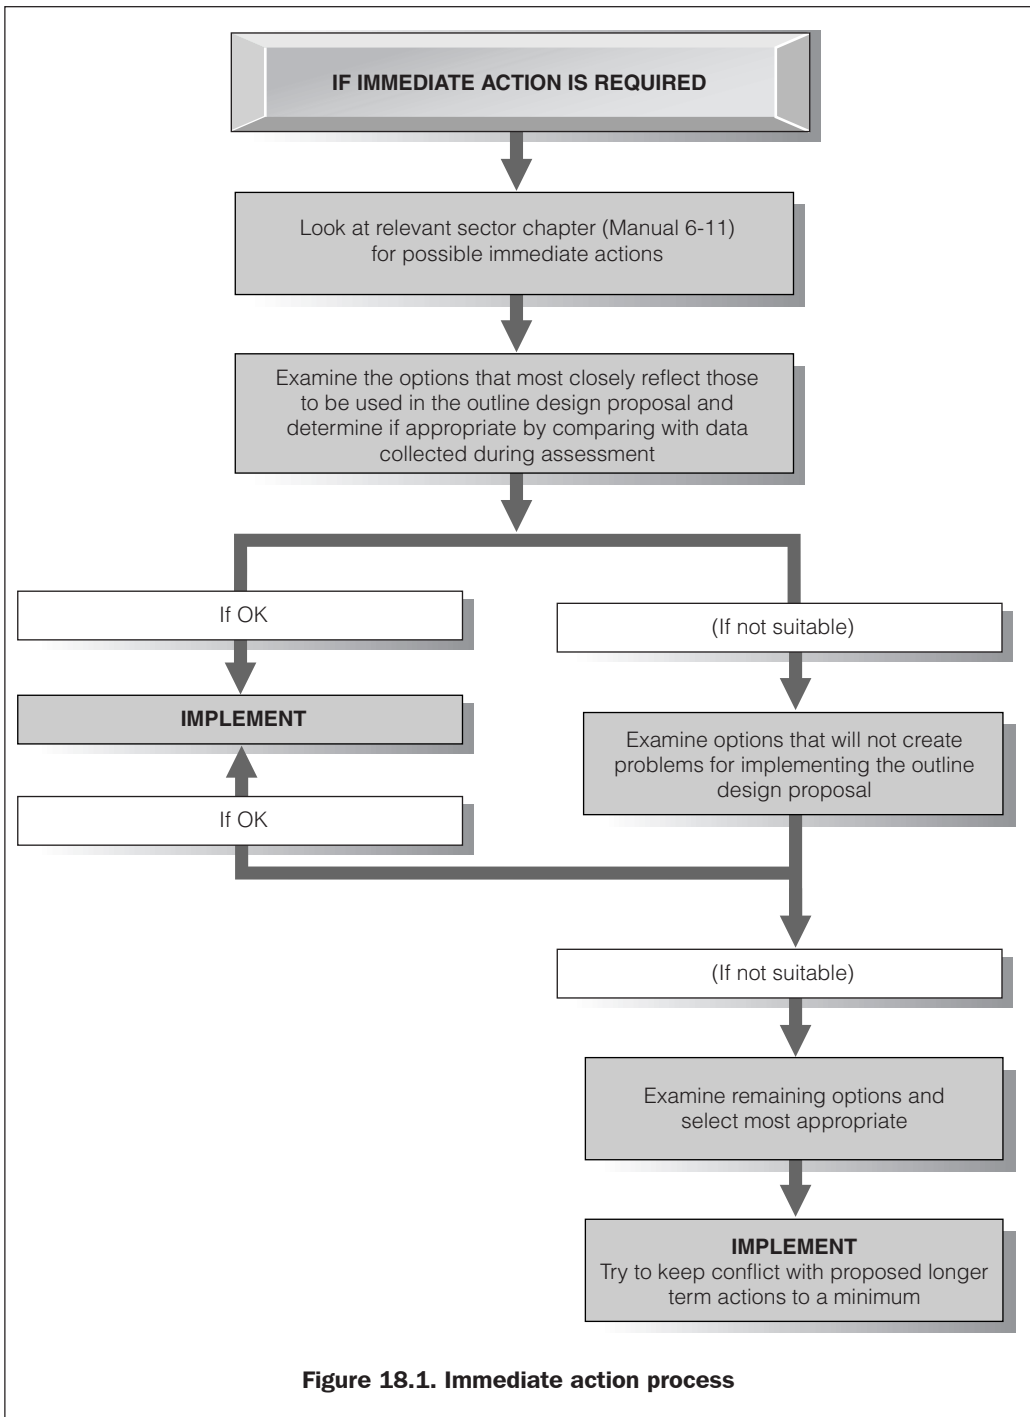 IF IMMEDIATE ACTION IS REQUIRED
Look at relevant sector chapter (Manual 6-11)
for possible immediate actions
Examine the options that most closely reflect those
to be used in the outline design proposal and
determine if appropriate by comparing with data
collected during assessment
If OK
(If not suitable)
IMPLEMENT
Examine options that will not create
problems for implementing the outline
design proposal
If OK
(If not suitable)
Examine remaining options and
select most appropriate
IMPLEMENT
Try to keep conflict with proposed longer
term actions to a minimum
Figure 18.1. Immediate action process